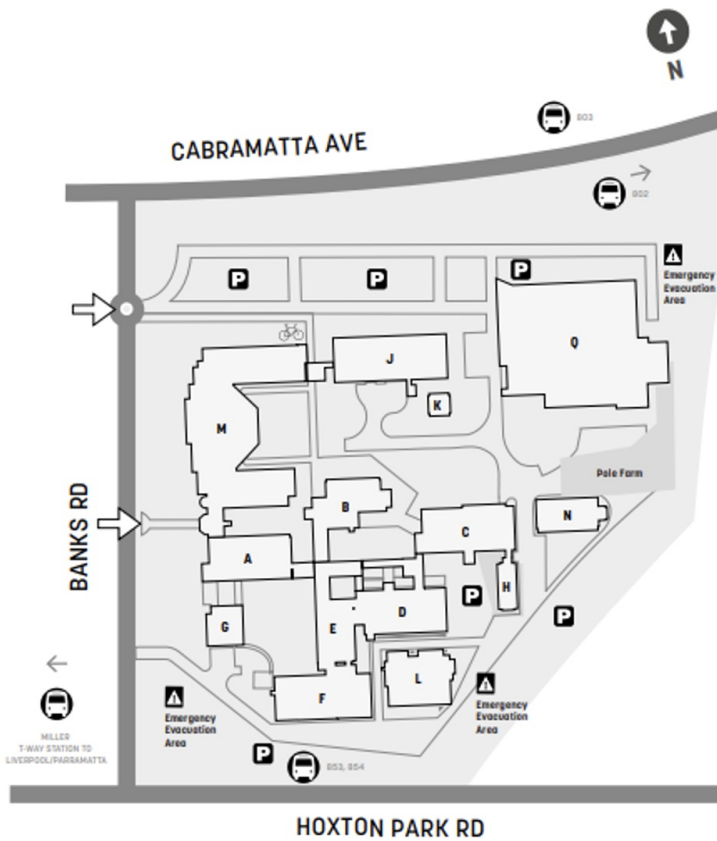 N
803
CABRAMATTA AVE
902
P
P
P
Emergency
Evacuation
Area
Q
J
K
M
Pole Farm
B
N
BANKS RD
C
A
H
P
D
P
G
E
L
F
Emergency
Evacuation
Area
Emergency
Evacuation
Area
MILLER
T-WAY STATION TO
LIVERPOOL/PARRAMATTA
P
853, 854
HOXTON PARK RD